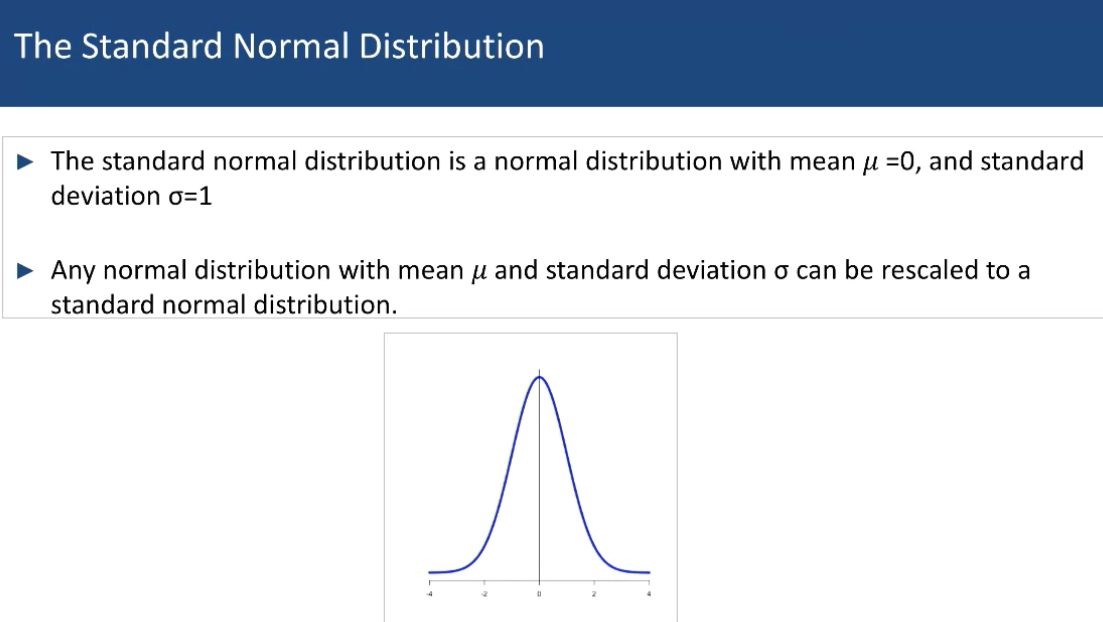 The Standard Normal Distribution
► The standard normal distribution is a normal distribution with mean μ =0, and standard
deviation σ=1
► Any normal distribution with mean μ and standard deviation σ can be rescaled to a
standard normal distribution.
-4 -2 0 2 4